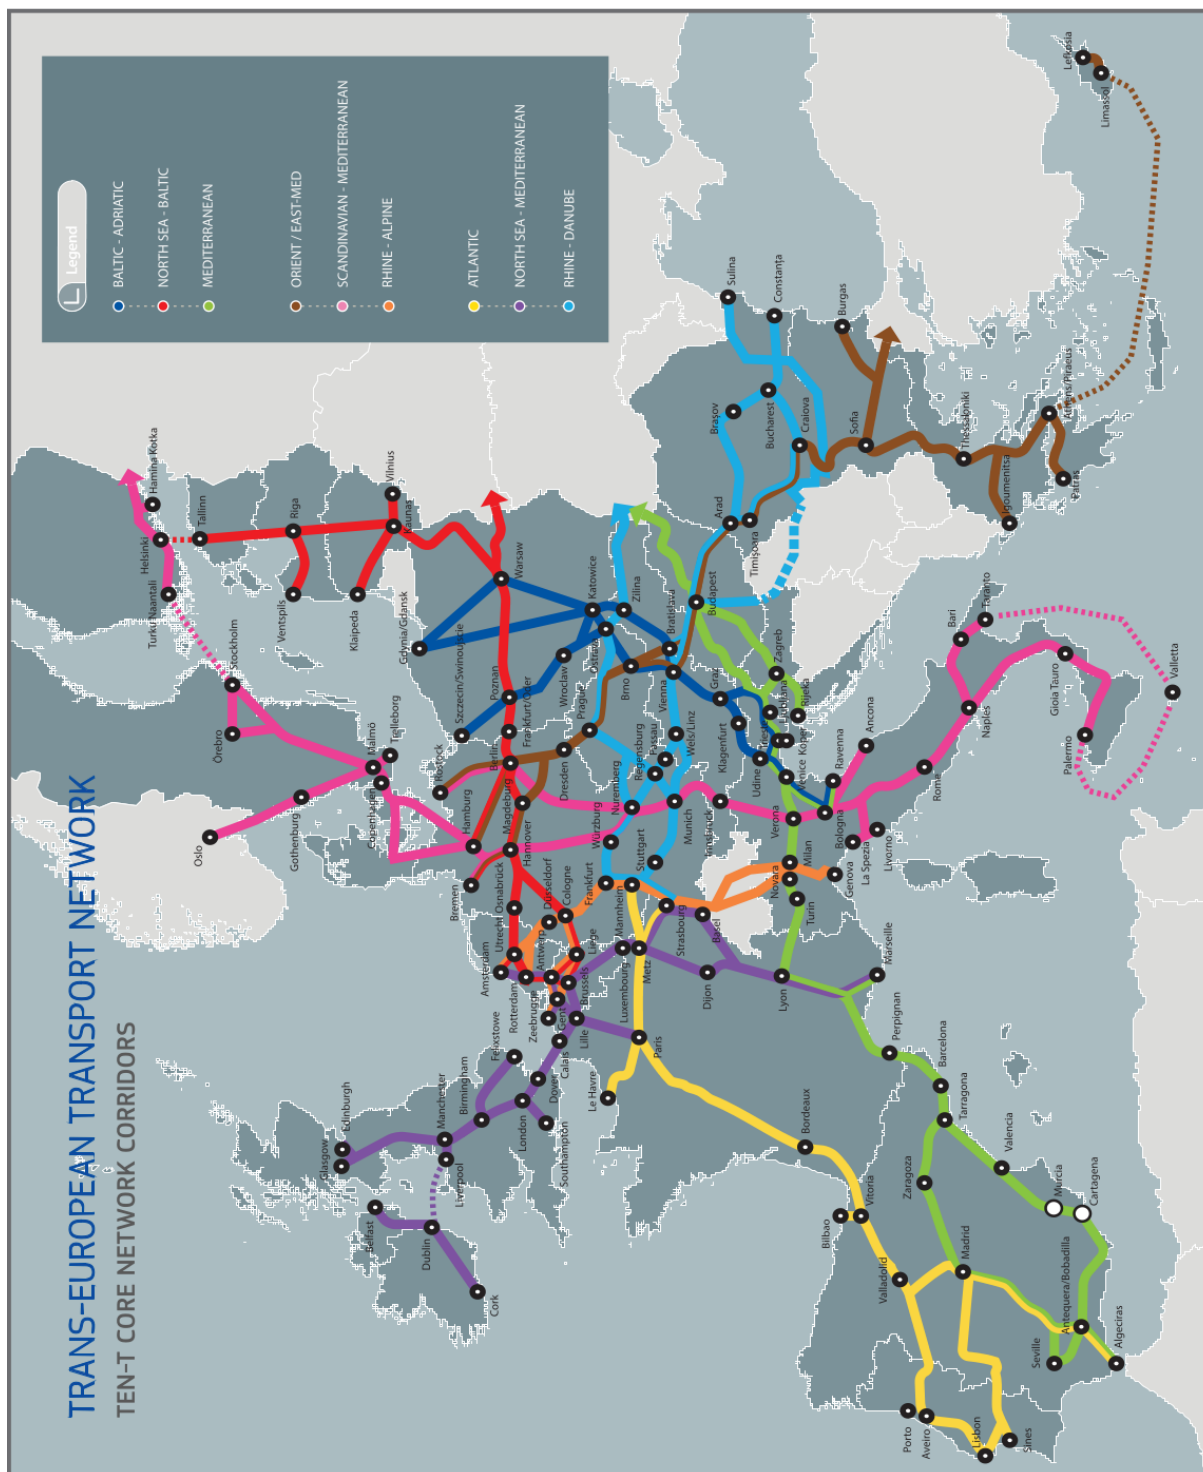 TRANS-EUROPEAN TRANSPORT NETWORK
TEN-T CORE NETWORK CORRIDORS
Legend
BALTIC - ADRIATIC
NORTH SEA - BALTIC
MEDITERRANEAN
ORIENT / EAST-MED
SCANDINAVIAN - MEDITERRANEAN
RHINE - ALPINE
ATLANTIC
NORTH SEA - MEDITERRANEAN
RHINE - DANUBE
Oslo
Örebro
Stockholm
Turku/Naantali
Helsinki
Hamina Kotka
Tallinn
Gothenburg
Ventspils
Riga
Klaipeda
Kaunas
Vilnius
Malmö
Trelleborg
Copenhagen
Glasgow
Edinburgh
Belfast
Dublin
Cork
Liverpool
Manchester
Birmingham
Felixstowe
London
Dover
Southampton
Calais
Gdynia/Gdansk
Szczecin/Swinoujscie
Rostock
Hamburg
Bremen
Berlin
Poznan
Frankfurt/Oder
Warsaw
Magdeburg
Hannover
Osnabrück
Utrecht
Amsterdam
Rotterdam
Zeebrugge
Antwerp
Düsseldorf
Cologne
Gent
Brussels
Liege
Lille
Dresden
Wrocław
Katowice
Ostrava
Prague
Zilina
Brno
Bratislava
Vienna
Frankfurt
Würzburg
Nuremberg
Regensburg
Passau
Wels/Linz
Mannheim
Stuttgart
Munich
Luxembourg
Metz
Strasbourg
Le Havre
Paris
Basel
Dijon
Innsbruck
Klagenfurt
Graz
Budapest
Udine
Trieste
Ljubljana
Koper
Rijeka
Zagreb
Venice
Verona
Milan
Novara
Turin
Genova
Lyon
Marseille
Bologna
Ravenna
La Spezia
Livorno
Ancona
Rome
Naples
Bari
Taranto
Gioia Tauro
Palermo
Valletta
Arad
Timişoara
Braşov
Bucharest
Craiova
Sulina
Constanţa
Burgas
Sofia
Thessaloniki
Igoumenitsa
Patras
Athens/Piraeus
Lefkosia
Limassol
Bordeaux
Bilbao
Vitoria
Valladolid
Perpignan
Barcelona
Tarragona
Zaragoza
Madrid
Valencia
Murcia
Cartagena
Antequera/Bobadilla
Seville
Algeciras
Porto
Aveiro
Lisbon
Sines